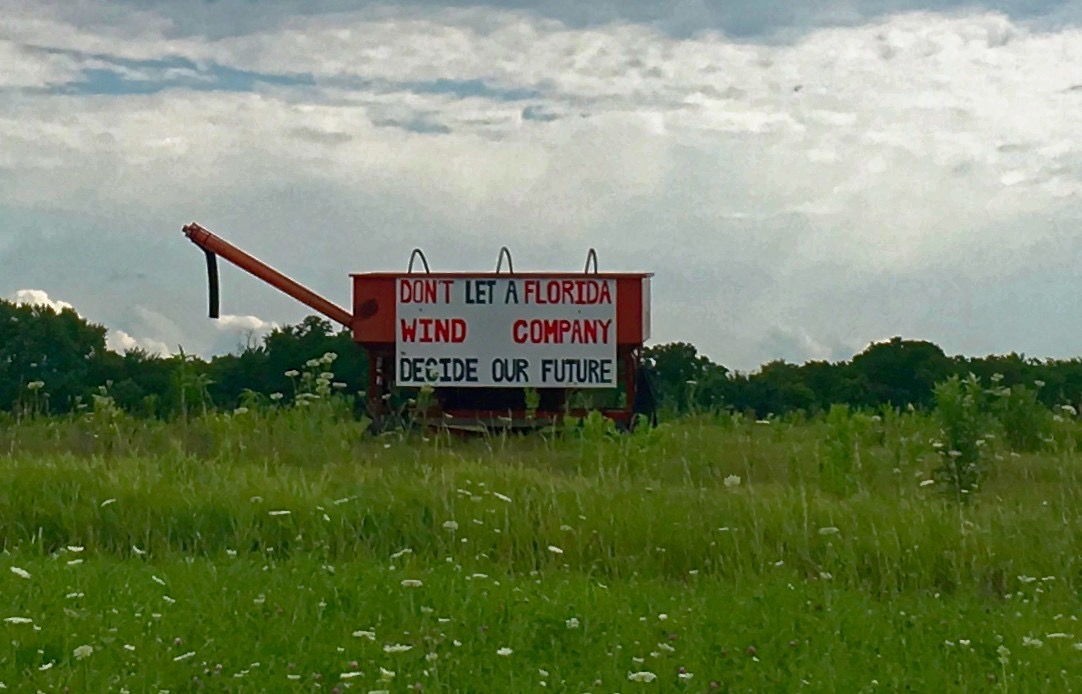 DON'T LET A FLORIDA
WIND COMPANY
DECIDE OUR FUTURE